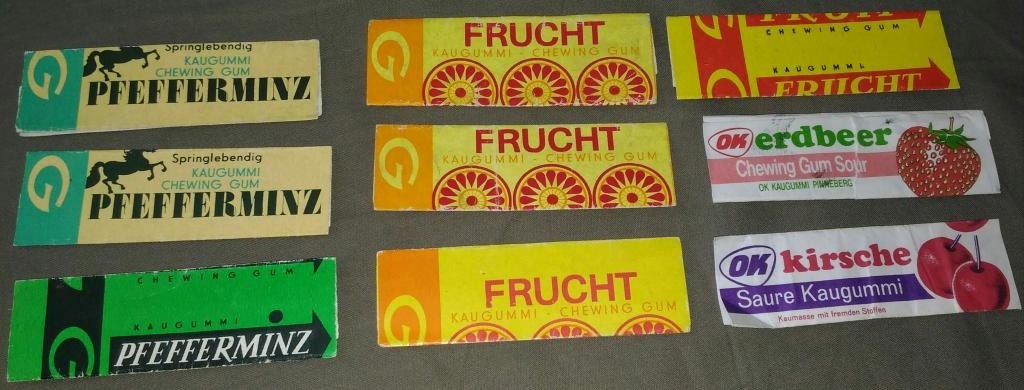 G
Springlebendig
KAUGUMMI
CHEWING GUM
PFEFFERMINZ
G
Springlebendig
KAUGUMMI
CHEWING GUM
PFEFFERMINZ
CHEWING GUM
G
KAUGUMMI
PFEFFERMINZ
G
FRUCHT
KAUGUMMI - CHEWING GUM
G
FRUCHT
KAUGUMMI - CHEWING GUM
G
FRUCHT
KAUGUMMI - CHEWING GUM
FRUCHT
CHEWING GUM
G
KAUGUMMI
FRUCHT
OK erdbeer
Chewing Gum Sour
OK KAUGUMMI PINNEBERG
OK kirsche
Saure Kaugummi
Kaumasse mit fremden Stoffen